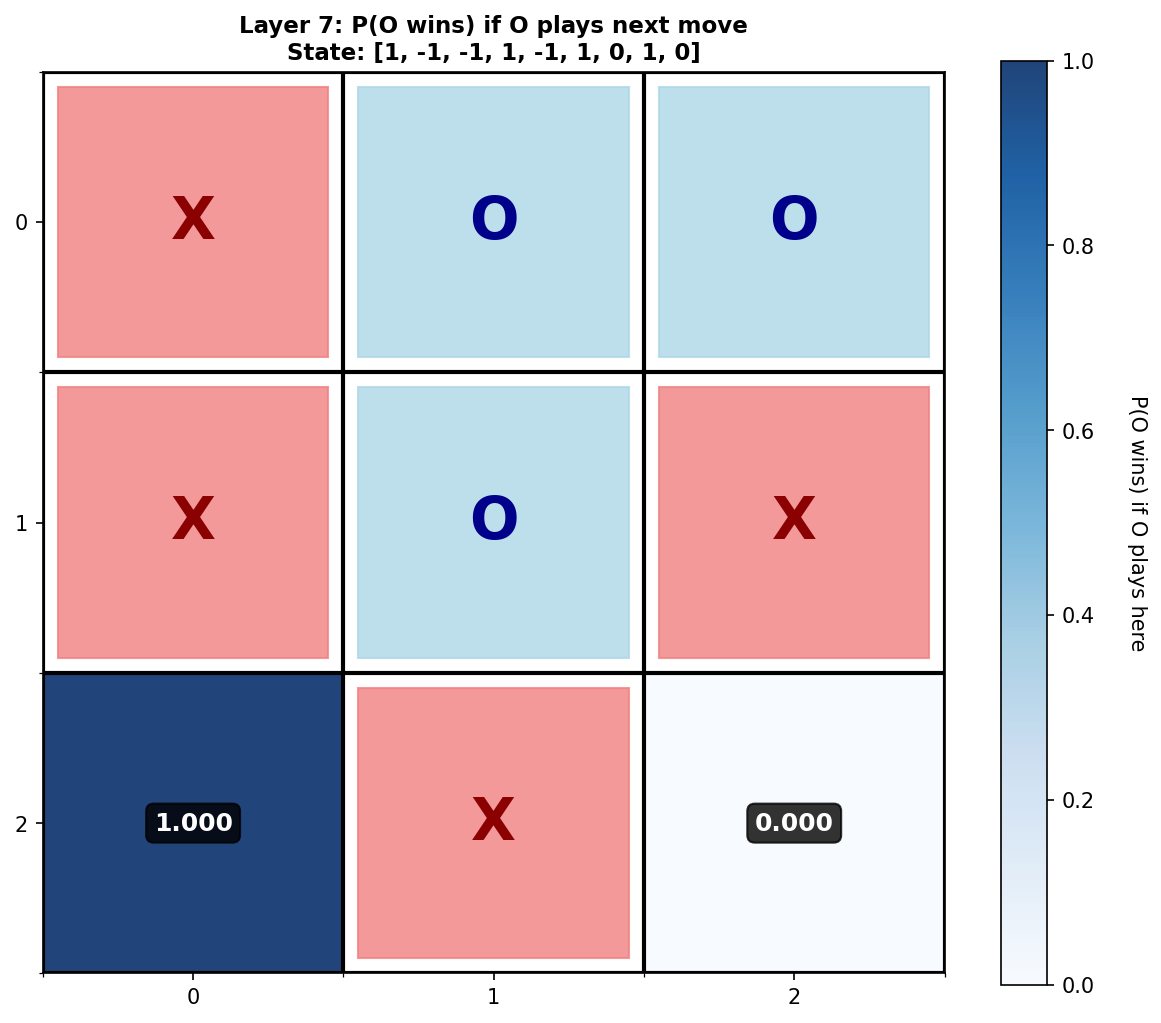 Layer 7: P(O wins) if O plays next move
State: [1, -1, -1, 1, -1, 1, 0, 1, 0]
0
X
O
O
1
X
O
X
2
1.000
X
0.000
0
1
2
1.0
0.8
0.6
0.4
0.2
0.0
P(O wins) if O plays here